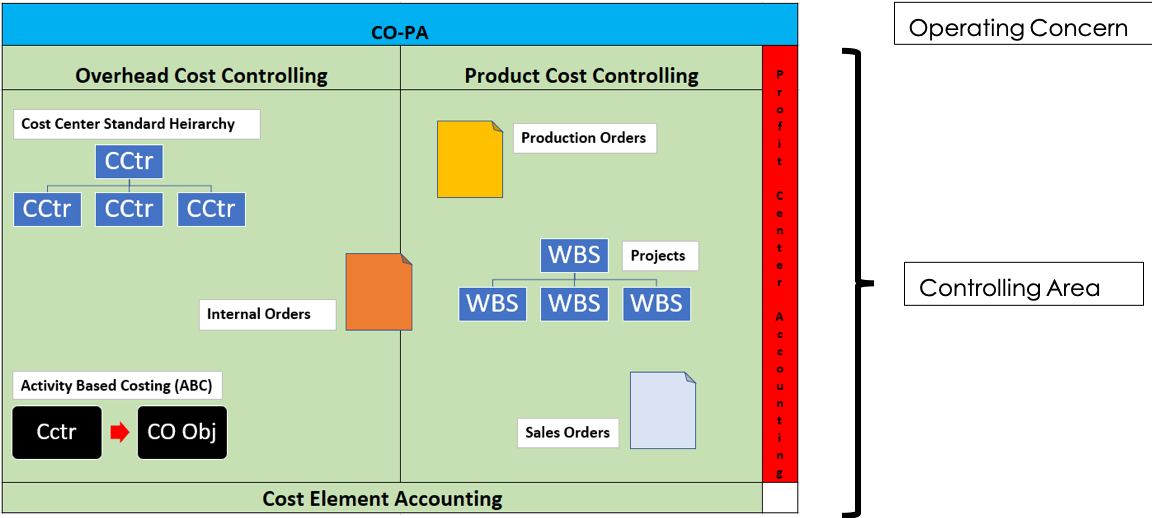 CO-PA
Operating Concern
Overhead Cost Controlling
Product Cost Controlling
Profit Center Accounting
Cost Center Standard Heirarchy
CCtr
CCtr CCtr CCtr
Production Orders
WBS
Projects
WBS WBS WBS
Internal Orders
Controlling Area
Activity Based Costing (ABC)
Cctr
CO Obj
Sales Orders
Cost Element Accounting